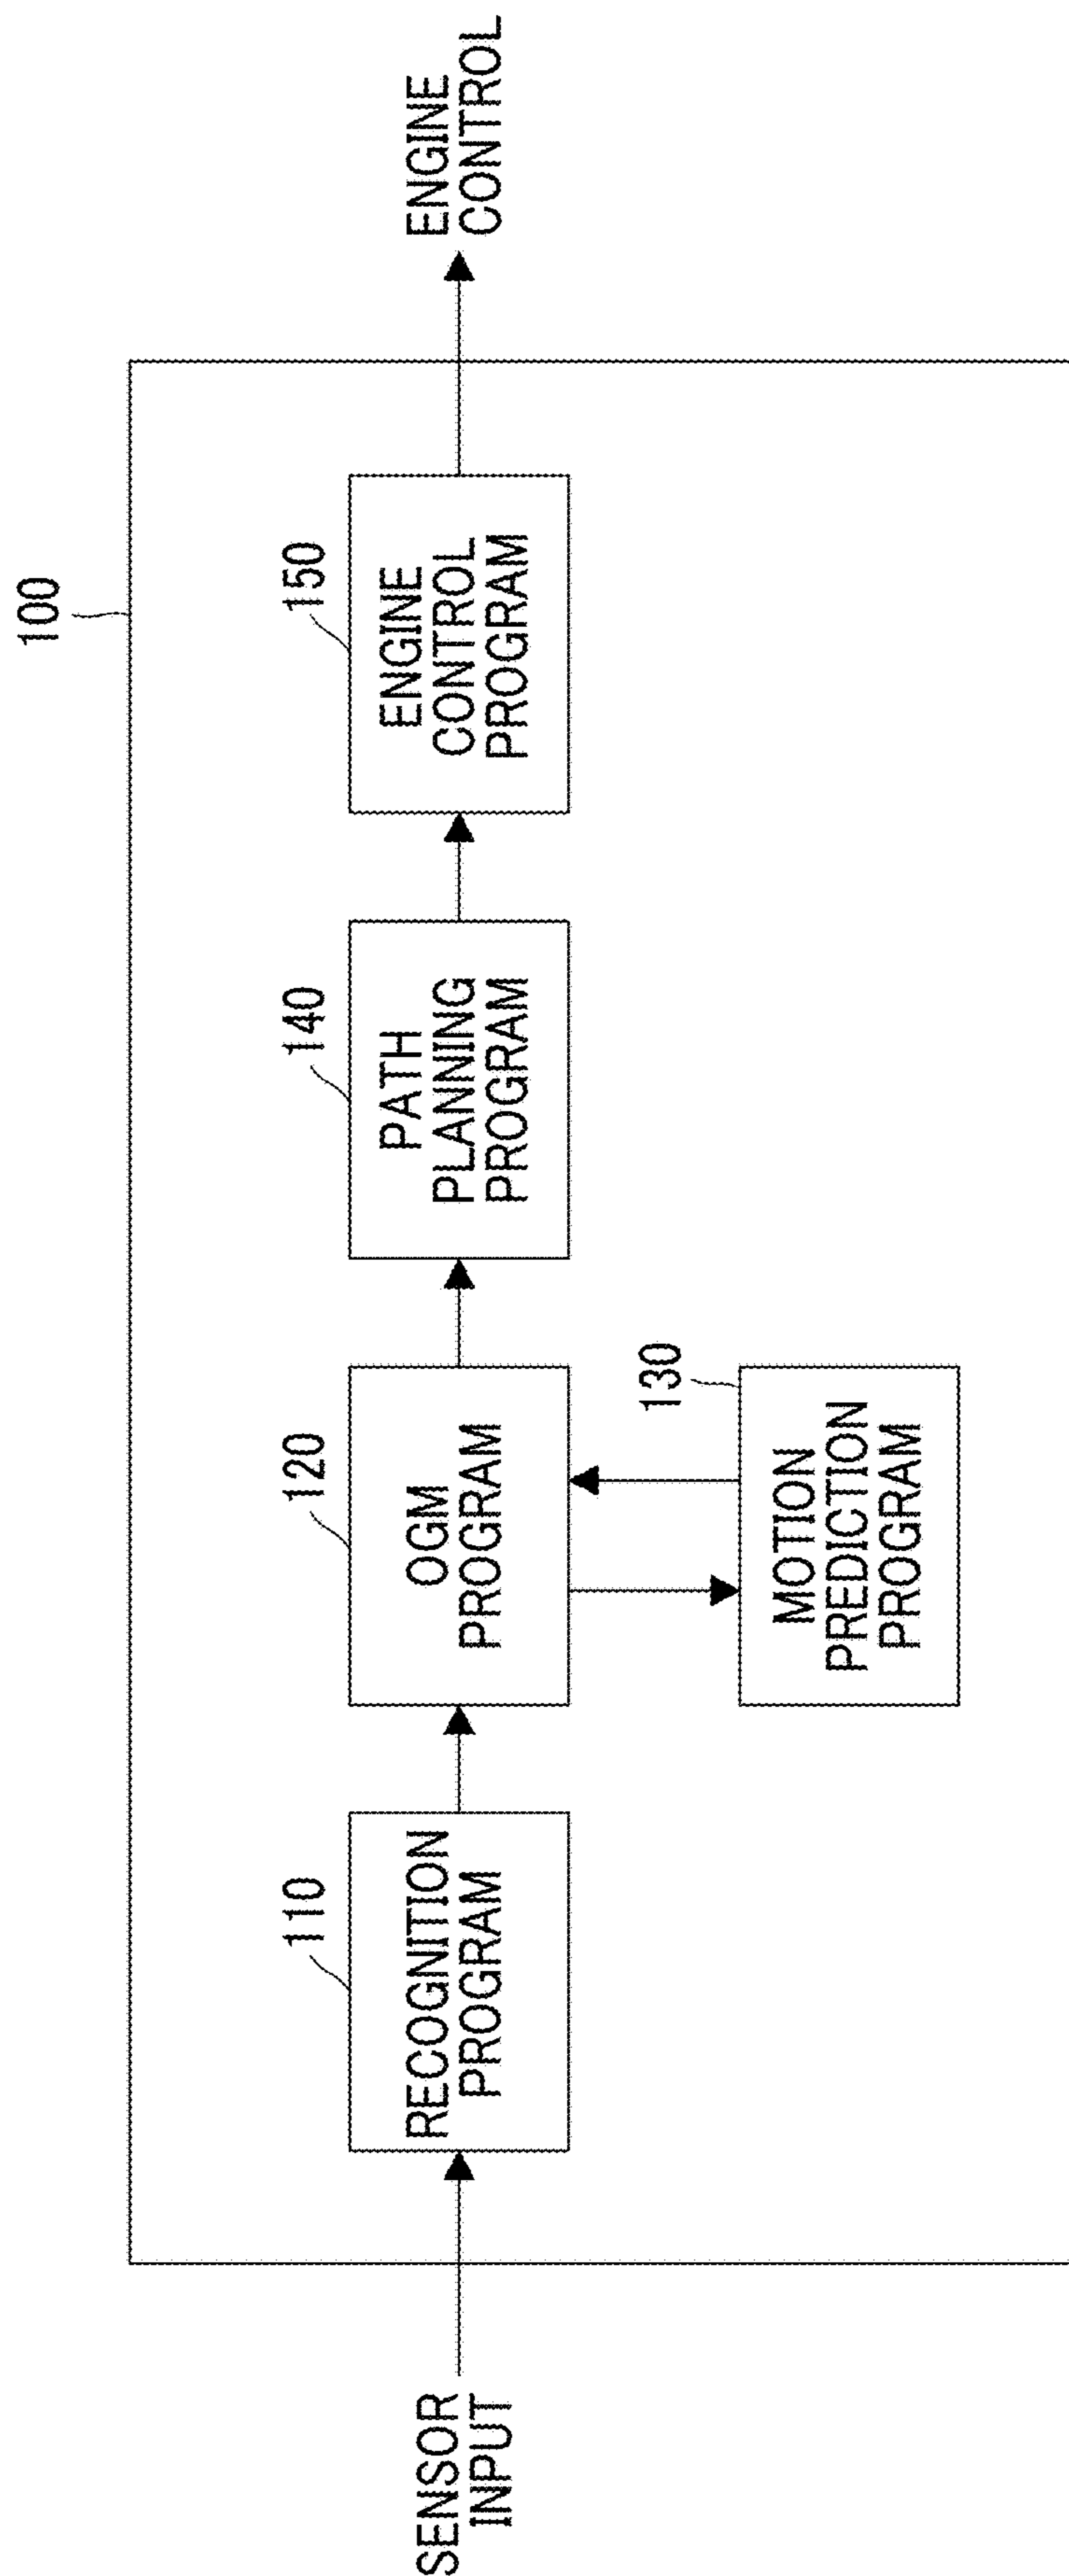 100
SENSOR
INPUT
110
RECOGNITION
PROGRAM
120
OGM
PROGRAM
130
MOTION
PREDICTION
PROGRAM
140
PATH
PLANNING
PROGRAM
150
ENGINE
CONTROL
PROGRAM
ENGINE
CONTROL